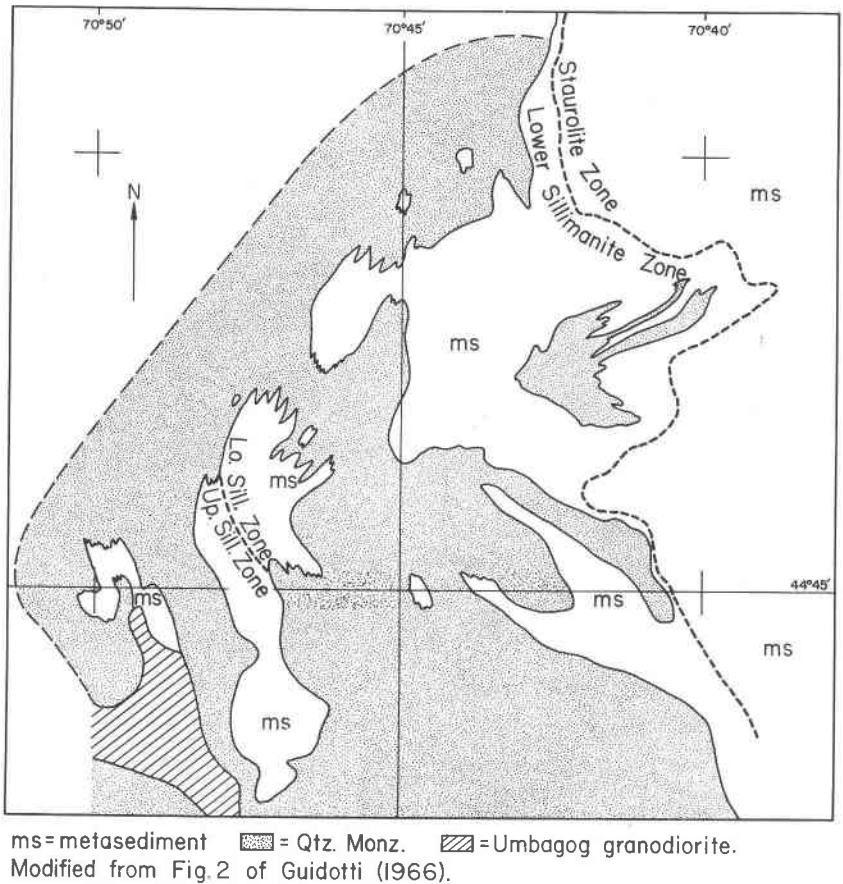 70°50'
70°45'
70°40'
N
Staurolite Zone
Lower Sillimanite Zone
ms
ms
Lo. Sill. Zone
Up. Sill. Zone
ms
44°45'
ms
ms
ms
ms
ms=metasediment = Qtz. Monz. =Umbagog granodiorite.
Modified from Fig. 2 of Guidotti (1966).